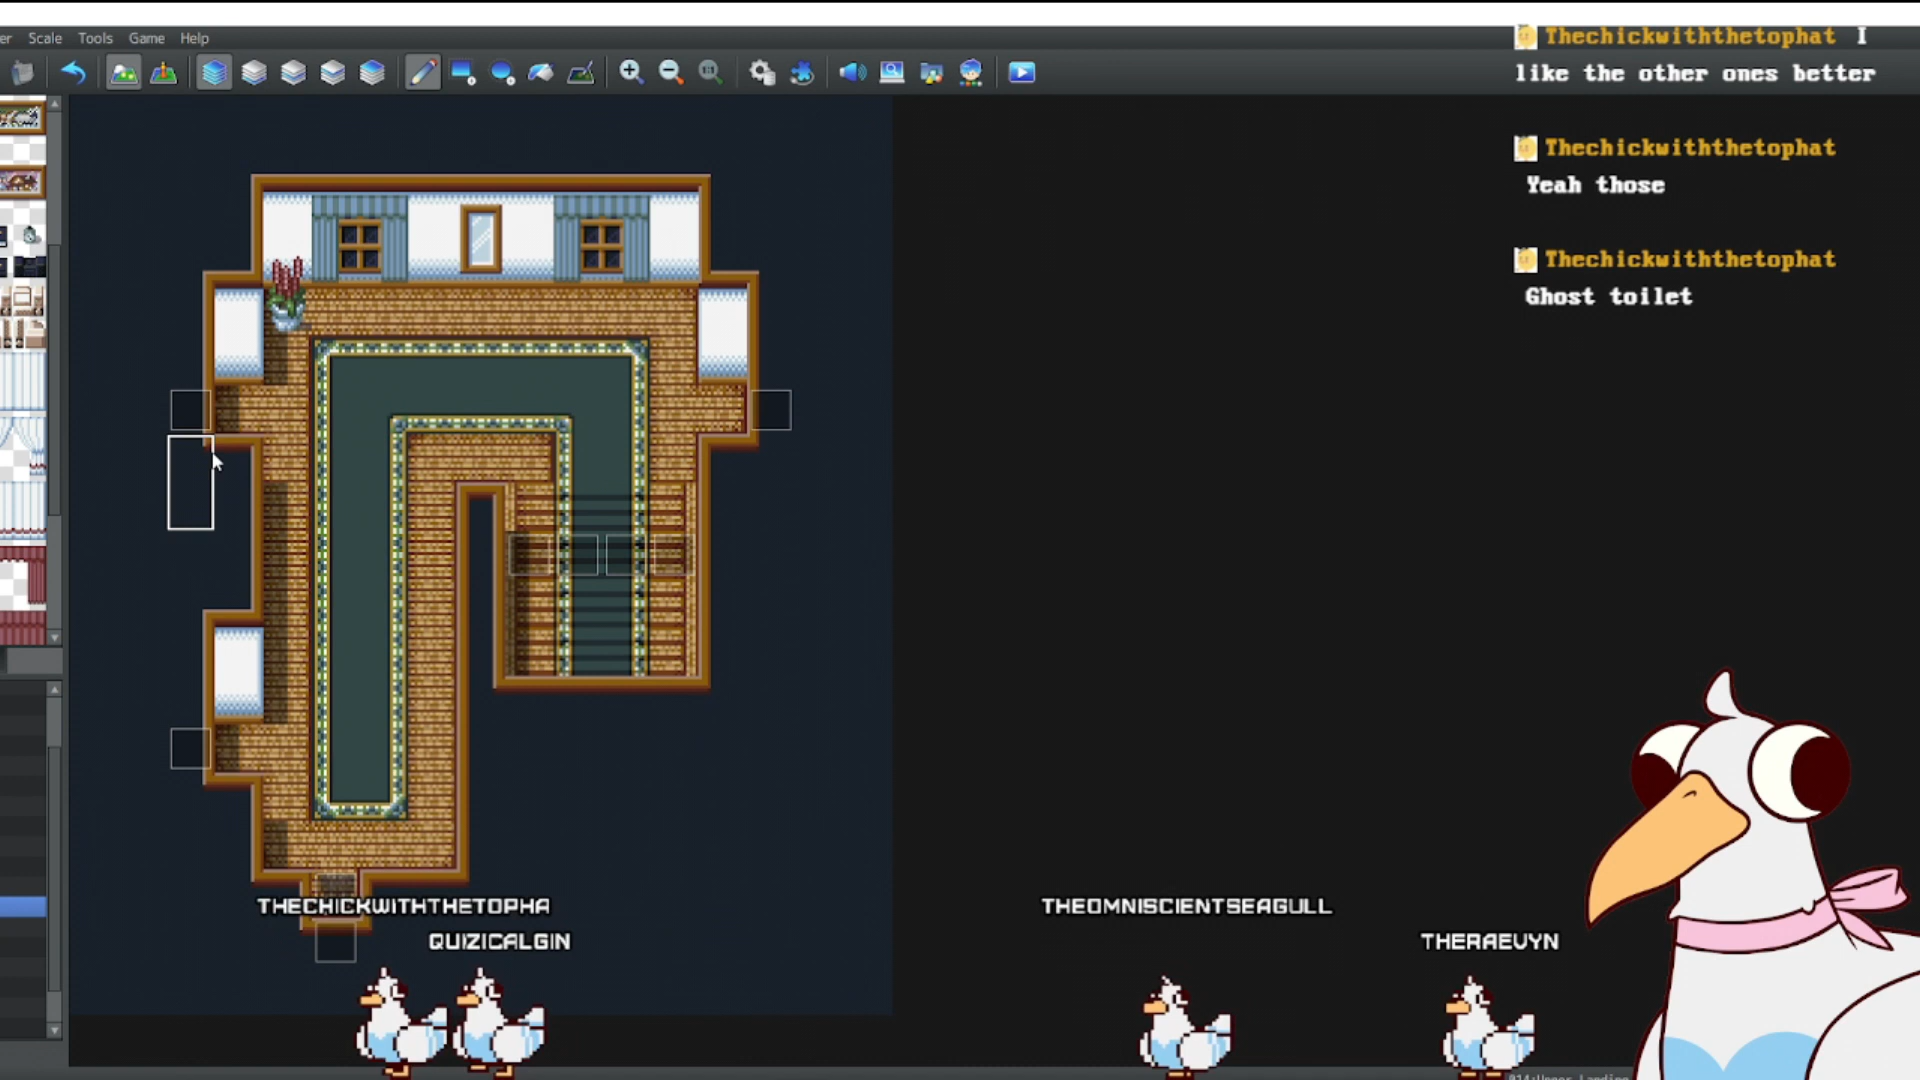 er Scale Tools Game Help
Thechickwiththetophat I
like the other ones better
Thechickwiththetophat
Yeah those
Thechickwiththetophat
Ghost toilet
THECHICKWITHTHETOPHA
QUIZICALGIN
THEOMNISCIENTSEAGULL
THERAEVYN